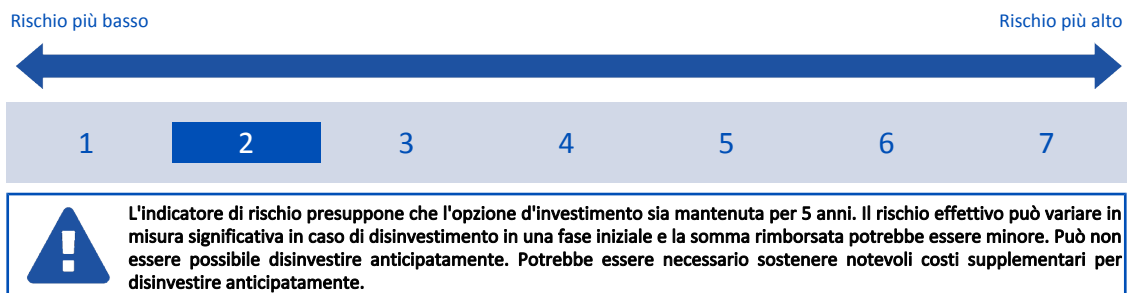 Rischio più basso Rischio più alto
1 2 3 4 5 6 7
L'indicatore di rischio presuppone che l'opzione d'investimento sia mantenuta per 5 anni. Il rischio effettivo può variare in
misura significativa in caso di disinvestimento in una fase iniziale e la somma rimborsata potrebbe essere minore. Può non
essere possibile disinvestire anticipatamente. Potrebbe essere necessario sostenere notevoli costi supplementari per
disinvestire anticipatamente.